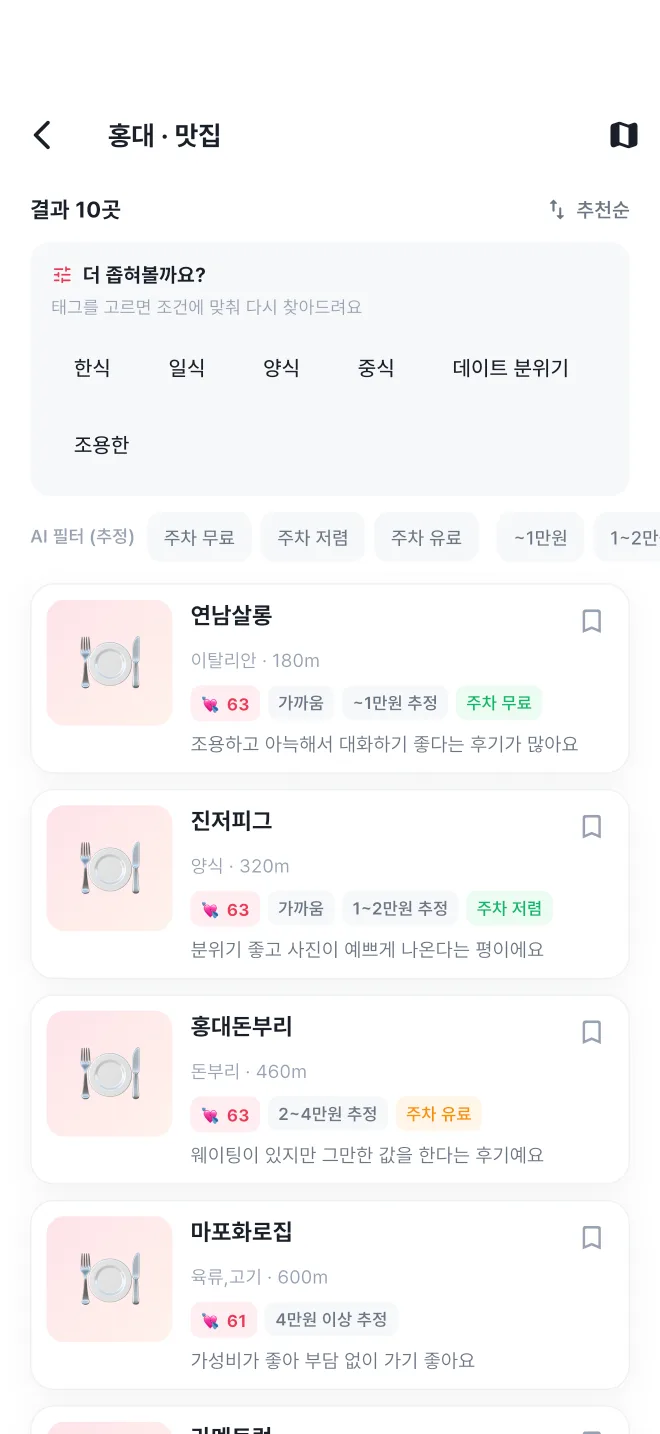 홍대 · 맛집
결과 10곳
추천순
더 좁혀볼까요?
태그를 고르면 조건에 맞춰 다시 찾아드려요
한식 일식 양식 중식 데이트 분위기
조용한
AI 필터 (추정) 주차 무료 주차 저렴 주차 유료 ~1만원 1~2만
연남살롱
이탈리안 · 180m
63 가까움 ~1만원 추정 주차 무료
조용하고 아늑해서 대화하기 좋다는 후기가 많아요
진저피그
양식 · 320m
63 가까움 1~2만원 추정 주차 저렴
분위기 좋고 사진이 예쁘게 나온다는 평이에요
홍대돈부리
돈부리 · 460m
63 2~4만원 추정 주차 유료
웨이팅이 있지만 그만한 값을 한다는 후기예요
마포화로집
육류,고기 · 600m
61 4만원 이상 추정
가성비가 좋아 부담 없이 가기 좋아요